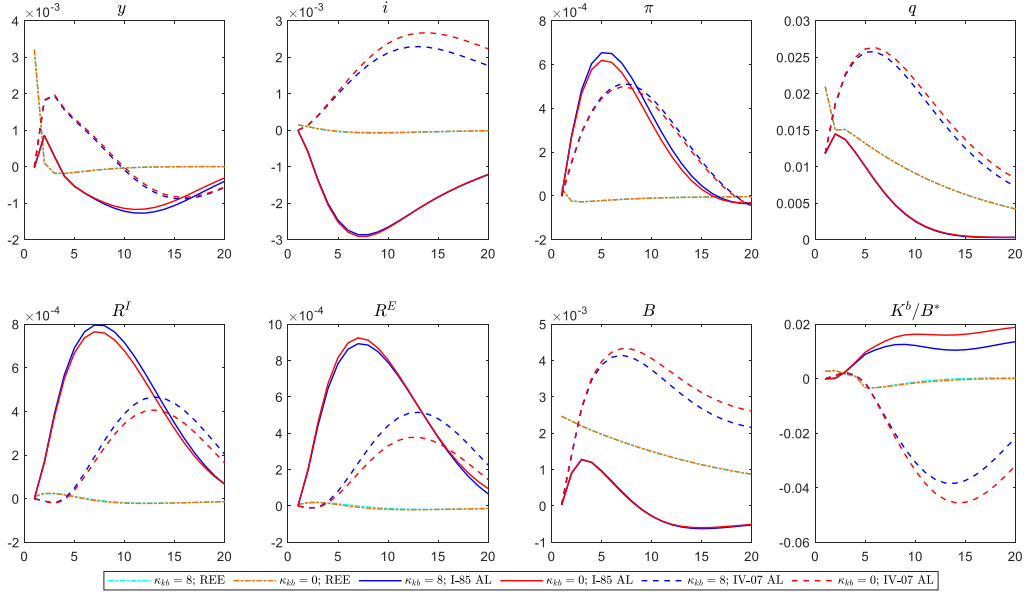 y i π q
×10⁻³ ×10⁻³ ×10⁻⁴
4 3 8 0.03
3 2 6 0.025
2 1 4 0.02
1 0 2 0.015
0 -1 0 0.01
-1 -2 -2 0.005
-2 -3 -4 0
0 5 10 15 20 0 5 10 15 20 0 5 10 15 20 0 5 10 15 20
R^I R^E B K^b/B*
×10⁻⁴ ×10⁻⁴ ×10⁻³
8 10 5 0.02
6 8 4 0
4 6 3 -0.02
2 4 2 -0.04
0 2 1 -0.06
-2 0 0
-2 -1
0 5 10 15 20 0 5 10 15 20 0 5 10 15 20 0 5 10 15 20
κ_kb = 8; REE κ_kb = 0; REE κ_kb = 8; I-85 AL κ_kb = 0; I-85 AL κ_kb = 8; IV-07 AL κ_kb = 0; IV-07 AL